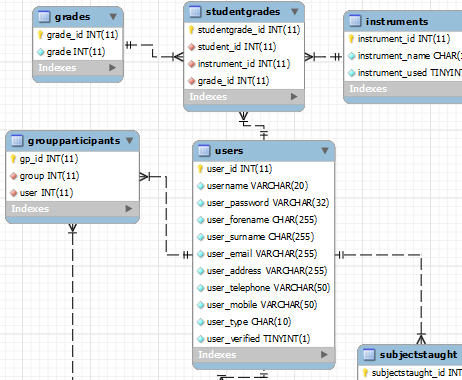 grades
grade_id INT(11)
grade INT(11)
Indexes
studentgrades
studentgrade_id INT(11)
student_id INT(11)
instrument_id INT(11)
grade_id INT(11)
Indexes
instruments
instrument_id INT(11)
instrument_name CHAR(
instrument_used TINYINT
Indexes
groupparticipants
gp_id INT(11)
group INT(11)
user INT(11)
Indexes
users
user_id INT(11)
username VARCHAR(20)
user_password VARCHAR(32)
user_forename CHAR(255)
user_surname CHAR(255)
user_email VARCHAR(255)
user_address VARCHAR(255)
user_telephone VARCHAR(50)
user_mobile VARCHAR(50)
user_type CHAR(10)
user_verified TINYINT(1)
Indexes
subjectstaught
subjectstaught_id INT